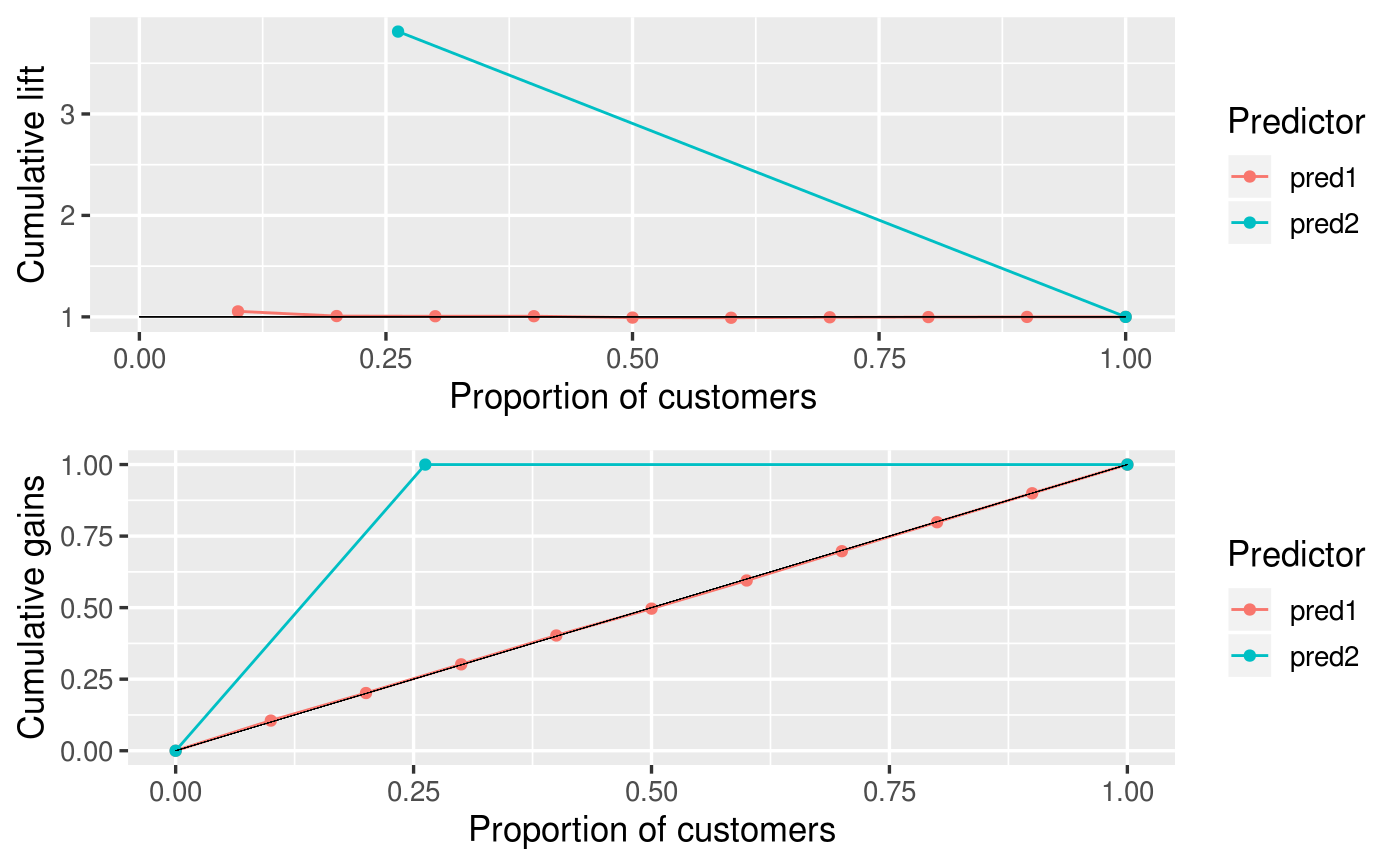 Cumulative lift
3
2
1
0.00 0.25 0.50 0.75 1.00
Proportion of customers
Predictor
pred1
pred2
Cumulative gains
1.00
0.75
0.50
0.25
0.00
0.00 0.25 0.50 0.75 1.00
Proportion of customers
Predictor
pred1
pred2